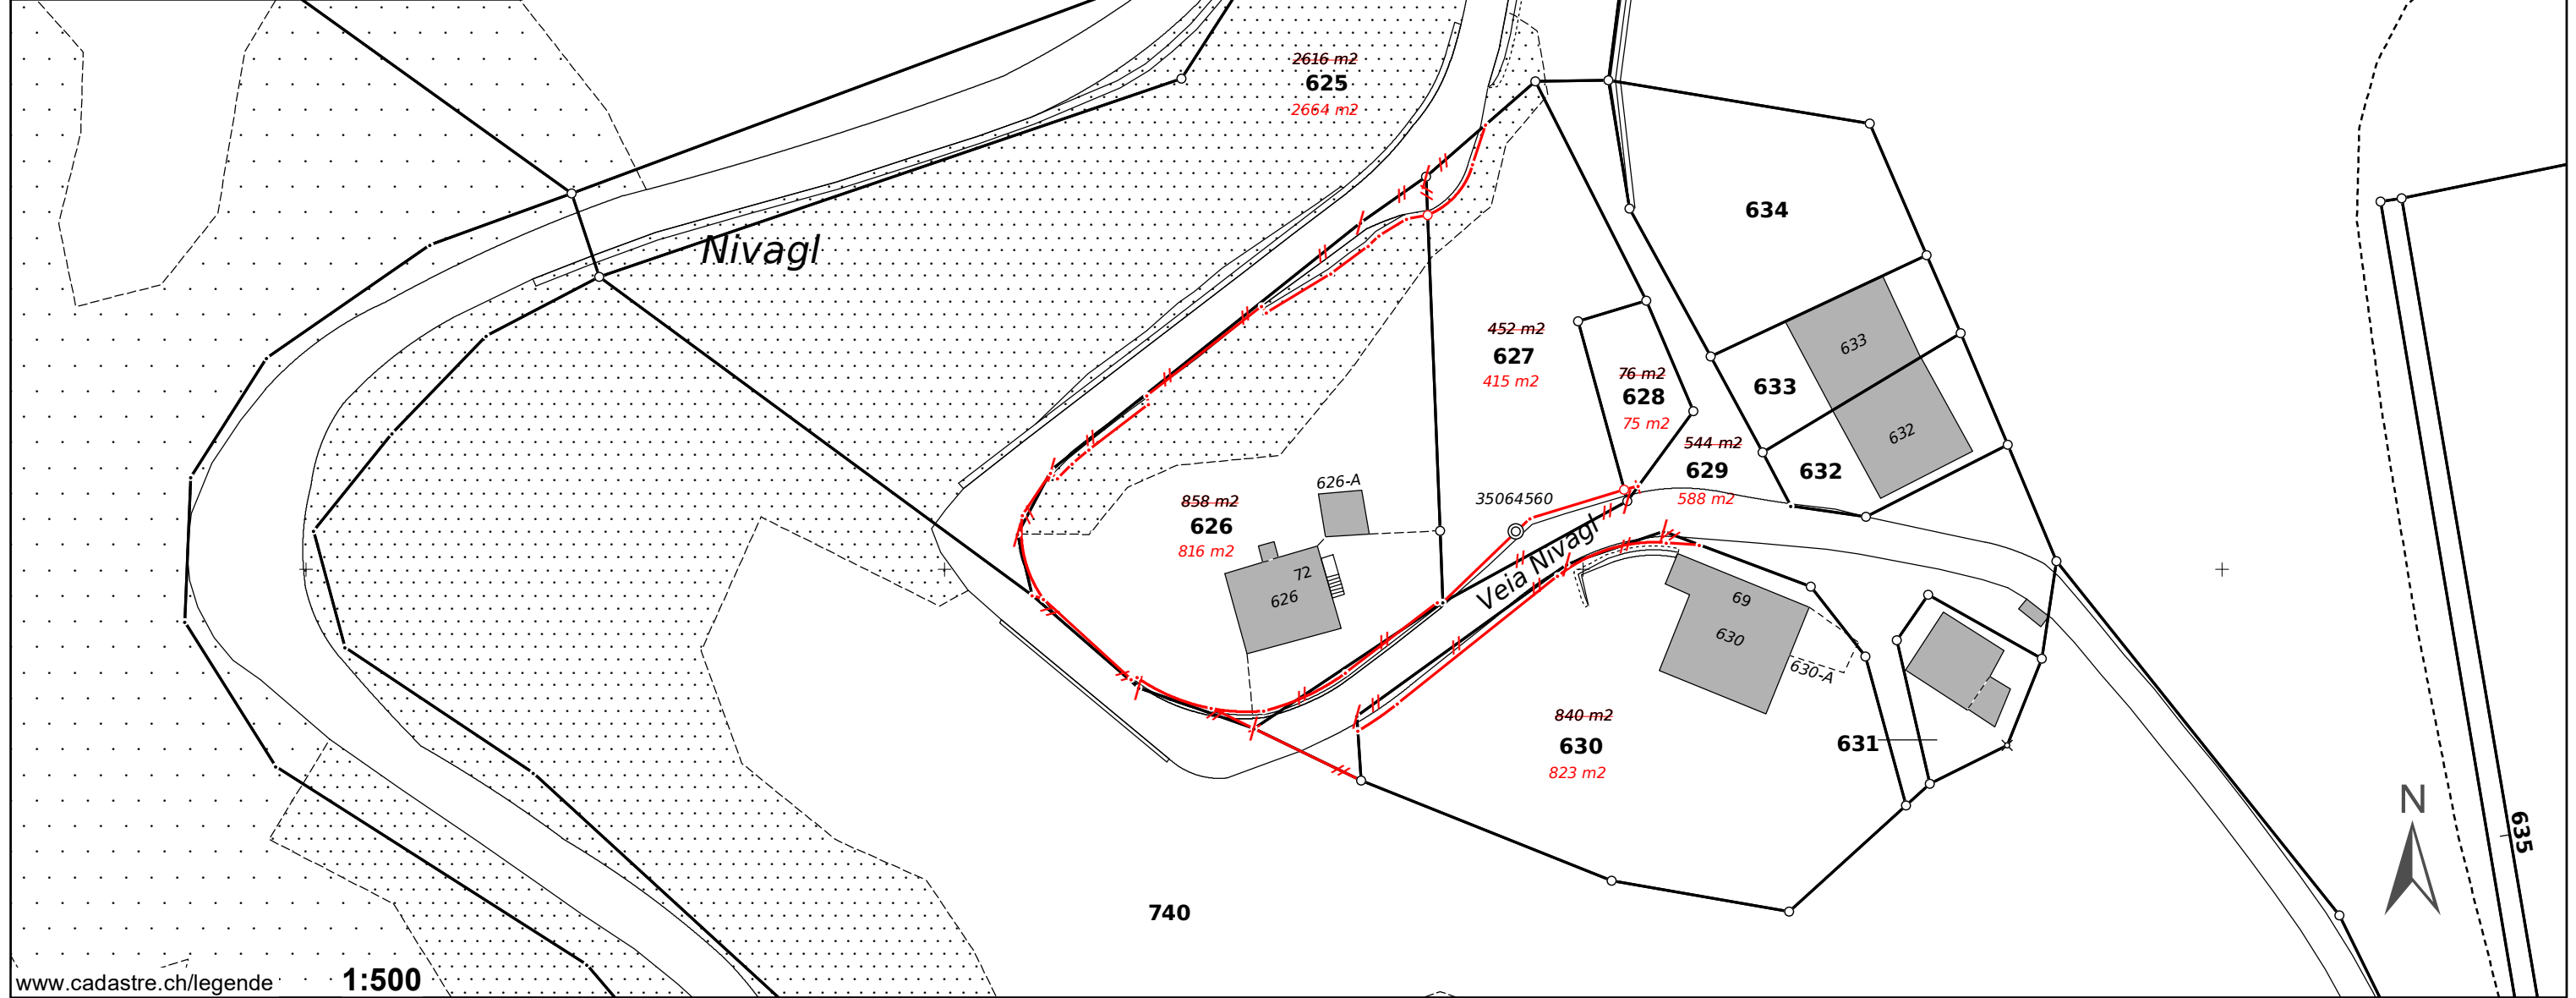 2616 m2
625
2664 m2
634
Nivagl
452 m2
627
415 m2
76 m2
628
75 m2
633
633
544 m2
629
588 m2
632
632
858 m2
626
816 m2
626-A
35064560
Veia Nivagl
72
626
69
630
630-A
840 m2
630
823 m2
631
635
N
740
www.cadastre.ch/legende
1:500